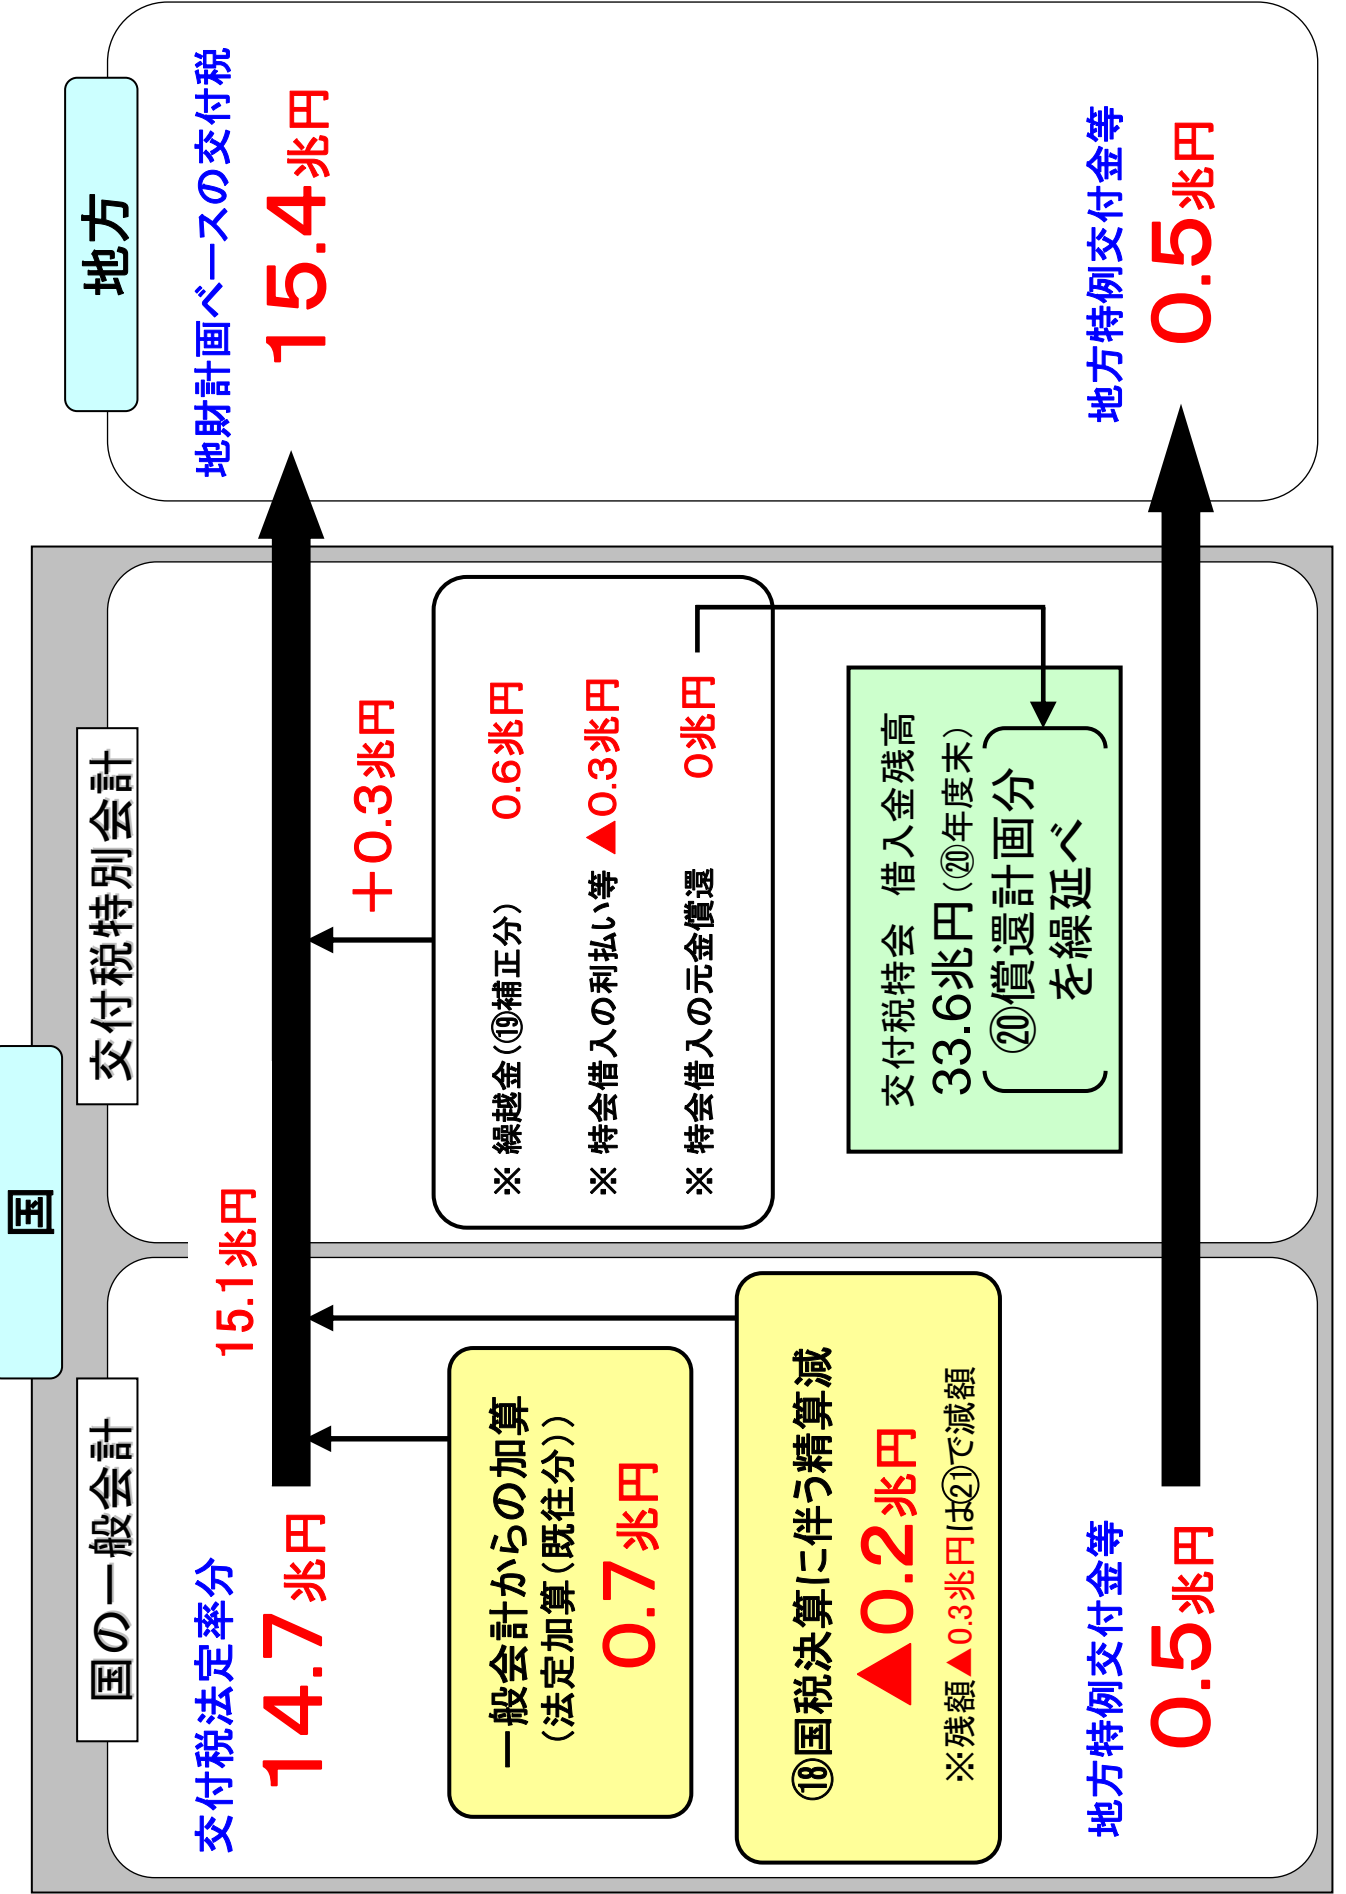 国
地方
国の一般会計
交付税特別会計
交付税法定率分
14.7兆円
15.1兆円
地財計画ベースの交付税
15.4兆円
一般会計からの加算
（法定加算（既往分））
0.7兆円
⑱国税決算に伴う精算減
▲0.2兆円
※残額▲0.3兆円は㉑で減額
＋0.3兆円
※ 繰越金（⑲補正分） 0.6兆円
※ 特会借入の利払い等 ▲0.3兆円
※ 特会借入の元金償還 0兆円
交付税特会 借入金残高
33.6兆円（⑳年度末）
⑳償還計画分
を繰延べ
地方特例交付金等
0.5兆円
地方特例交付金等
0.5兆円